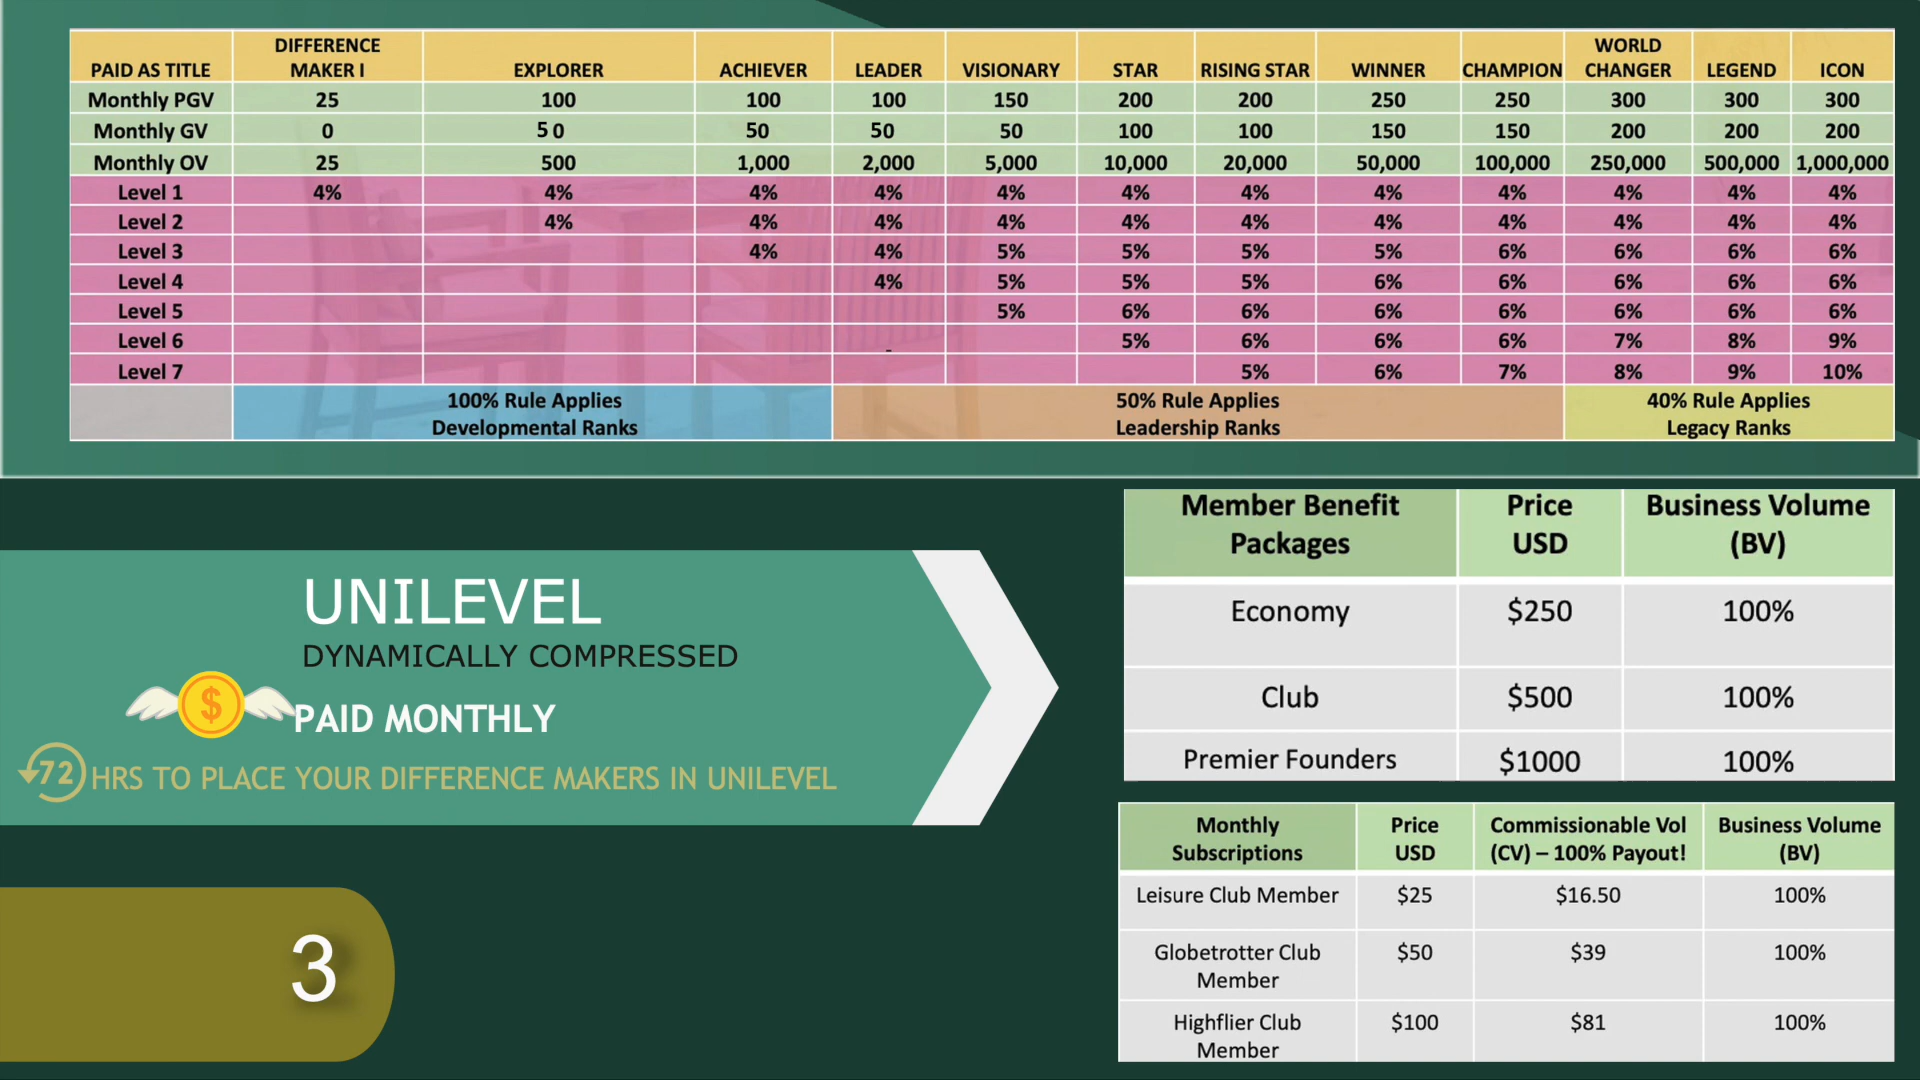 PAID AS TITLE DIFFERENCE MAKER I EXPLORER ACHIEVER LEADER VISIONARY STAR RISING STAR WINNER CHAMPION WORLD CHANGER LEGEND ICON
Monthly PGV 25 100 100 100 150 200 200 250 250 300 300 300
Monthly GV 0 5 0 50 50 50 100 100 150 150 200 200 200
Monthly OV 25 500 1,000 2,000 5,000 10,000 20,000 50,000 100,000 250,000 500,000 1,000,000
Level 1 4% 4% 4% 4% 4% 4% 4% 4% 4% 4% 4% 4%
Level 2 4% 4% 4% 4% 4% 4% 4% 4% 4% 4% 4%
Level 3 4% 4% 5% 5% 5% 5% 6% 6% 6% 6%
Level 4 4% 5% 5% 5% 6% 6% 6% 6% 6%
Level 5 5% 6% 6% 6% 6% 6% 6% 6%
Level 6 - 5% 6% 6% 6% 7% 8% 9%
Level 7 5% 6% 7% 8% 9% 10%
100% Rule Applies
Developmental Ranks
50% Rule Applies
Leadership Ranks
40% Rule Applies
Legacy Ranks
UNILEVEL
DYNAMICALLY COMPRESSED
$
PAID MONTHLY
72 HRS TO PLACE YOUR DIFFERENCE MAKERS IN UNILEVEL
3
Member Benefit Packages Price USD Business Volume (BV)
Economy $250 100%
Club $500 100%
Premier Founders $1000 100%
Monthly Subscriptions Price USD Commissionable Vol (CV) – 100% Payout! Business Volume (BV)
Leisure Club Member $25 $16.50 100%
Globetrotter Club Member $50 $39 100%
Highflier Club Member $100 $81 100%